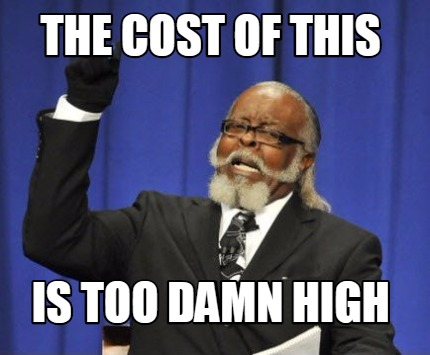 THE COST OF THIS
IS TOO DAMN HIGH